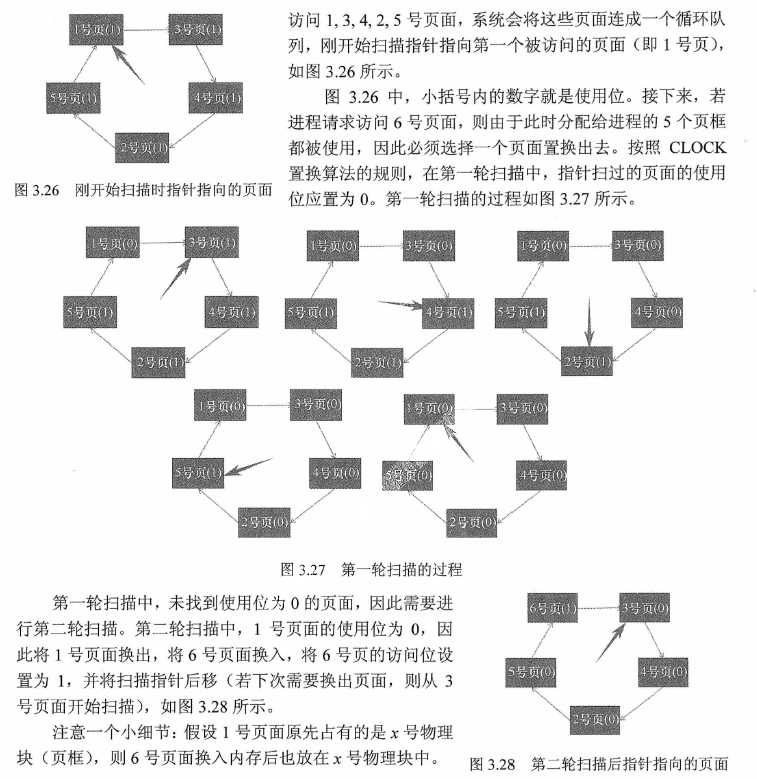 访问 1, 3, 4, 2, 5 号页面，系统会将这些页面连成一个循环队
列，刚开始扫描指针指向第一个被访问的页面（即 1 号页），
如图 3.26 所示。
1号页(1)
3号页(1)
5号页(1)
4号页(1)
2号页(1)
图 3.26 刚开始扫描时指针指向的页面
图 3.26 中，小括号内的数字就是使用位。接下来，若
进程请求访问 6 号页面，则由于此时分配给进程的 5 个页框
都被使用，因此必须选择一个页面置换出去。按照 CLOCK
置换算法的规则，在第一轮扫描中，指针扫过的页面的使用
位应置为 0。第一轮扫描的过程如图 3.27 所示。
1号页(0)
3号页(1)
5号页(1)
4号页(1)
2号页(1)
1号页(0)
3号页(0)
5号页(1)
4号页(1)
2号页(1)
1号页(0)
3号页(0)
5号页(1)
4号页(0)
2号页(1)
1号页(0)
3号页(0)
5号页(1)
4号页(0)
2号页(0)
1号页(0)
3号页(0)
5号页(0)
4号页(0)
2号页(0)
图 3.27 第一轮扫描的过程
第一轮扫描中，未找到使用位为 0 的页面，因此需要进
行第二轮扫描。第二轮扫描中，1 号页面的使用位为 0，因
此将 1 号页面换出，将 6 号页面换入，将 6 号页的访问位设
置为 1，并将扫描指针后移（若下次需要换出页面，则从 3
号页面开始扫描），如图 3.28 所示。
注意一个小细节：假设 1 号页面原先占有的是 x 号物理
块（页框），则 6 号页面换入内存后也放在 x 号物理块中。
6号页(1)
3号页(0)
5号页(0)
4号页(0)
2号页(0)
图 3.28 第二轮扫描后指针指向的页面